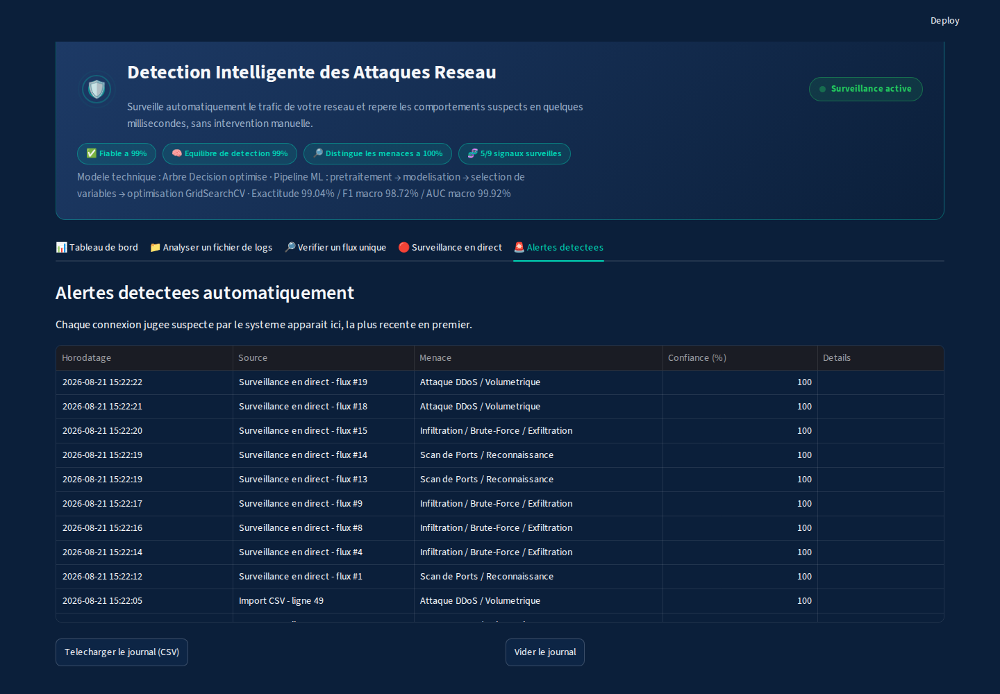 Deploy
Detection Intelligente des Attaques Reseau
Surveille automatiquement le trafic de votre reseau et repere les comportements suspects en quelques
millisecondes, sans intervention manuelle.
Surveillance active
Fiable a 99%
Equilibre de detection 99%
Distingue les menaces a 100%
5/9 signaux surveilles
Modele technique : Arbre Decision optimise · Pipeline ML : pretraitement → modelisation → selection de
variables → optimisation GridSearchCV · Exactitude 99.04% / F1 macro 98.72% / AUC macro 99.92%
Tableau de bord
Analyser un fichier de logs
Verifier un flux unique
Surveillance en direct
Alertes detectees
Alertes detectees automatiquement
Chaque connexion jugee suspecte par le systeme apparait ici, la plus recente en premier.
Horodatage Source Menace Confiance (%) Details
2026-08-21 15:22:22 Surveillance en direct - flux #19 Attaque DDoS / Volumetrique 100
2026-08-21 15:22:21 Surveillance en direct - flux #18 Attaque DDoS / Volumetrique 100
2026-08-21 15:22:20 Surveillance en direct - flux #15 Infiltration / Brute-Force / Exfiltration 100
2026-08-21 15:22:19 Surveillance en direct - flux #14 Scan de Ports / Reconnaissance 100
2026-08-21 15:22:19 Surveillance en direct - flux #13 Scan de Ports / Reconnaissance 100
2026-08-21 15:22:17 Surveillance en direct - flux #9 Infiltration / Brute-Force / Exfiltration 100
2026-08-21 15:22:16 Surveillance en direct - flux #8 Infiltration / Brute-Force / Exfiltration 100
2026-08-21 15:22:14 Surveillance en direct - flux #4 Infiltration / Brute-Force / Exfiltration 100
2026-08-21 15:22:12 Surveillance en direct - flux #1 Scan de Ports / Reconnaissance 100
2026-08-21 15:22:05 Import CSV - ligne 49 Attaque DDoS / Volumetrique 100
Telecharger le journal (CSV)
Vider le journal